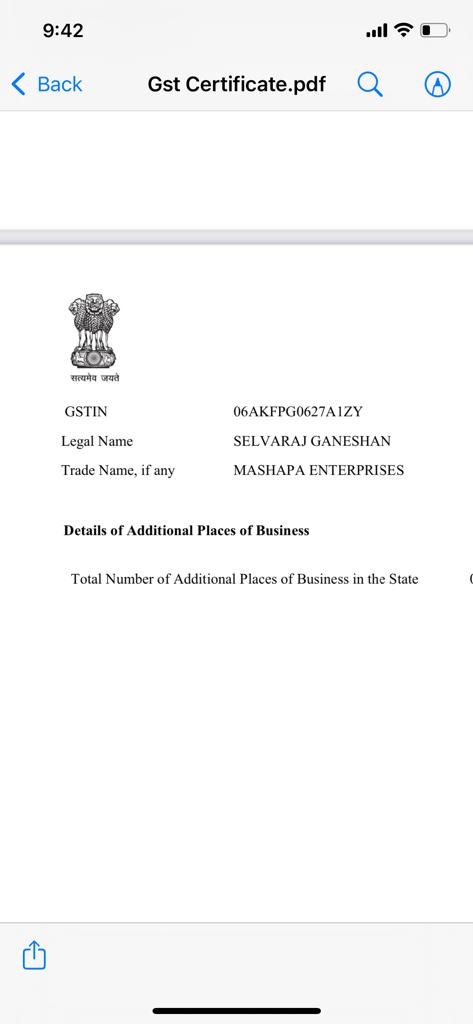 9:42
Back
Gst Certificate.pdf
सत्यमेव जयते
GSTIN 06AKFPG0627A1ZY
Legal Name SELVARAJ GANESHAN
Trade Name, if any MASHAPA ENTERPRISES
Details of Additional Places of Business
Total Number of Additional Places of Business in the State